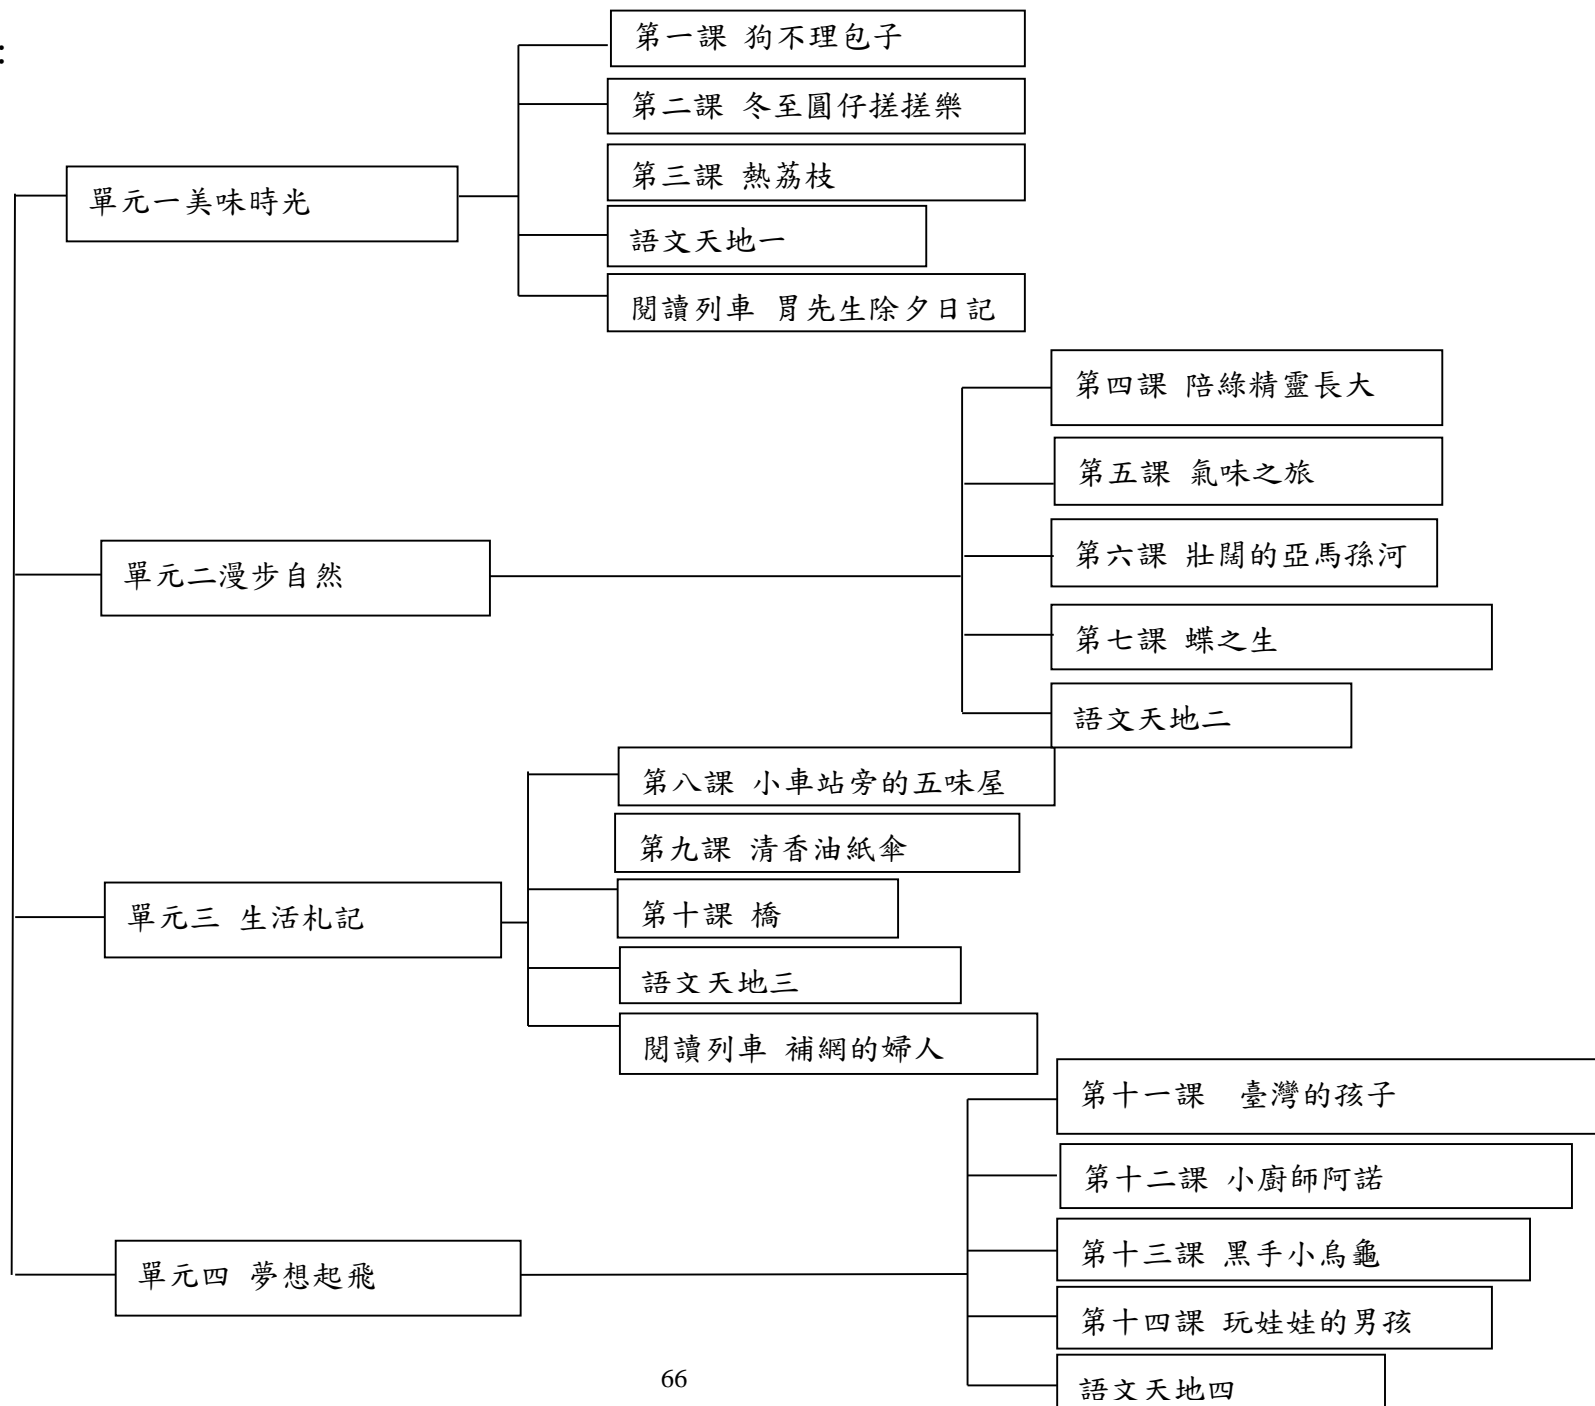 :
單元一美味時光
第一課 狗不理包子
第二課 冬至圓仔搓搓樂
第三課 熱荔枝
語文天地一
閱讀列車 胃先生除夕日記
單元二漫步自然
第四課 陪綠精靈長大
第五課 氣味之旅
第六課 壯闊的亞馬孫河
第七課 蝶之生
語文天地二
單元三 生活札記
第八課 小車站旁的五味屋
第九課 清香油紙傘
第十課 橋
語文天地三
閱讀列車 補網的婦人
單元四 夢想起飛
第十一課 臺灣的孩子
第十二課 小廚師阿諾
第十三課 黑手小烏龜
第十四課 玩娃娃的男孩
語文天地四
66